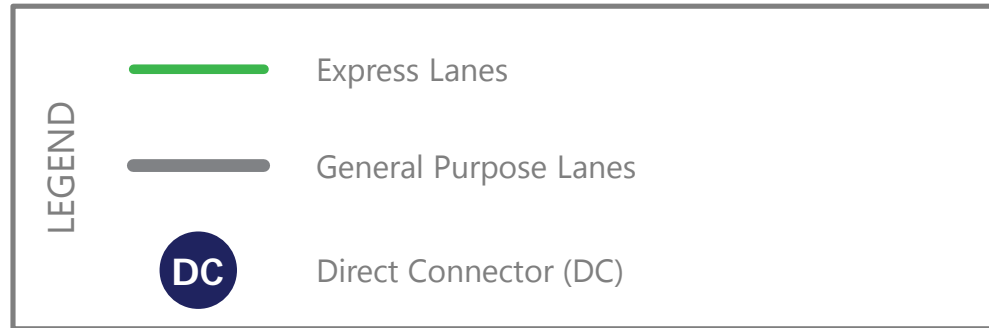 LEGEND
Express Lanes
General Purpose Lanes
DC
Direct Connector (DC)